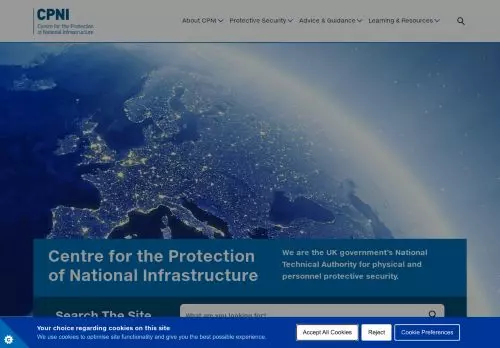 CPNI
Centre for the Protection
of National Infrastructure
About CPNI
Protective Security
Advice & Guidance
Learning & Resources
Centre for the Protection
of National Infrastructure
We are the UK government's National
Technical Authority for physical and
personnel protective security.
Search The Site
What are you looking for?
Your choice regarding cookies on this site
We use cookies to optimise site functionality and give you the best possible experience.
Accept All Cookies
Reject
Cookie Preferences